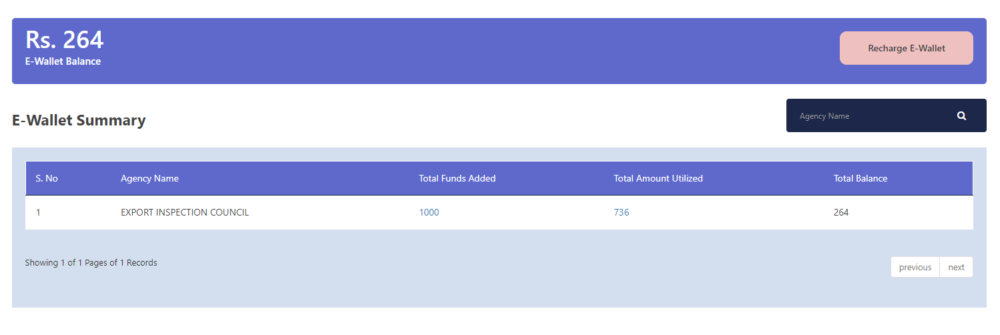 Rs. 264
E-Wallet Balance
Recharge E-Wallet
E-Wallet Summary
Agency Name
S. No Agency Name Total Funds Added Total Amount Utilized Total Balance
1 EXPORT INSPECTION COUNCIL 1000 736 264
Showing 1 of 1 Pages of 1 Records
previous next